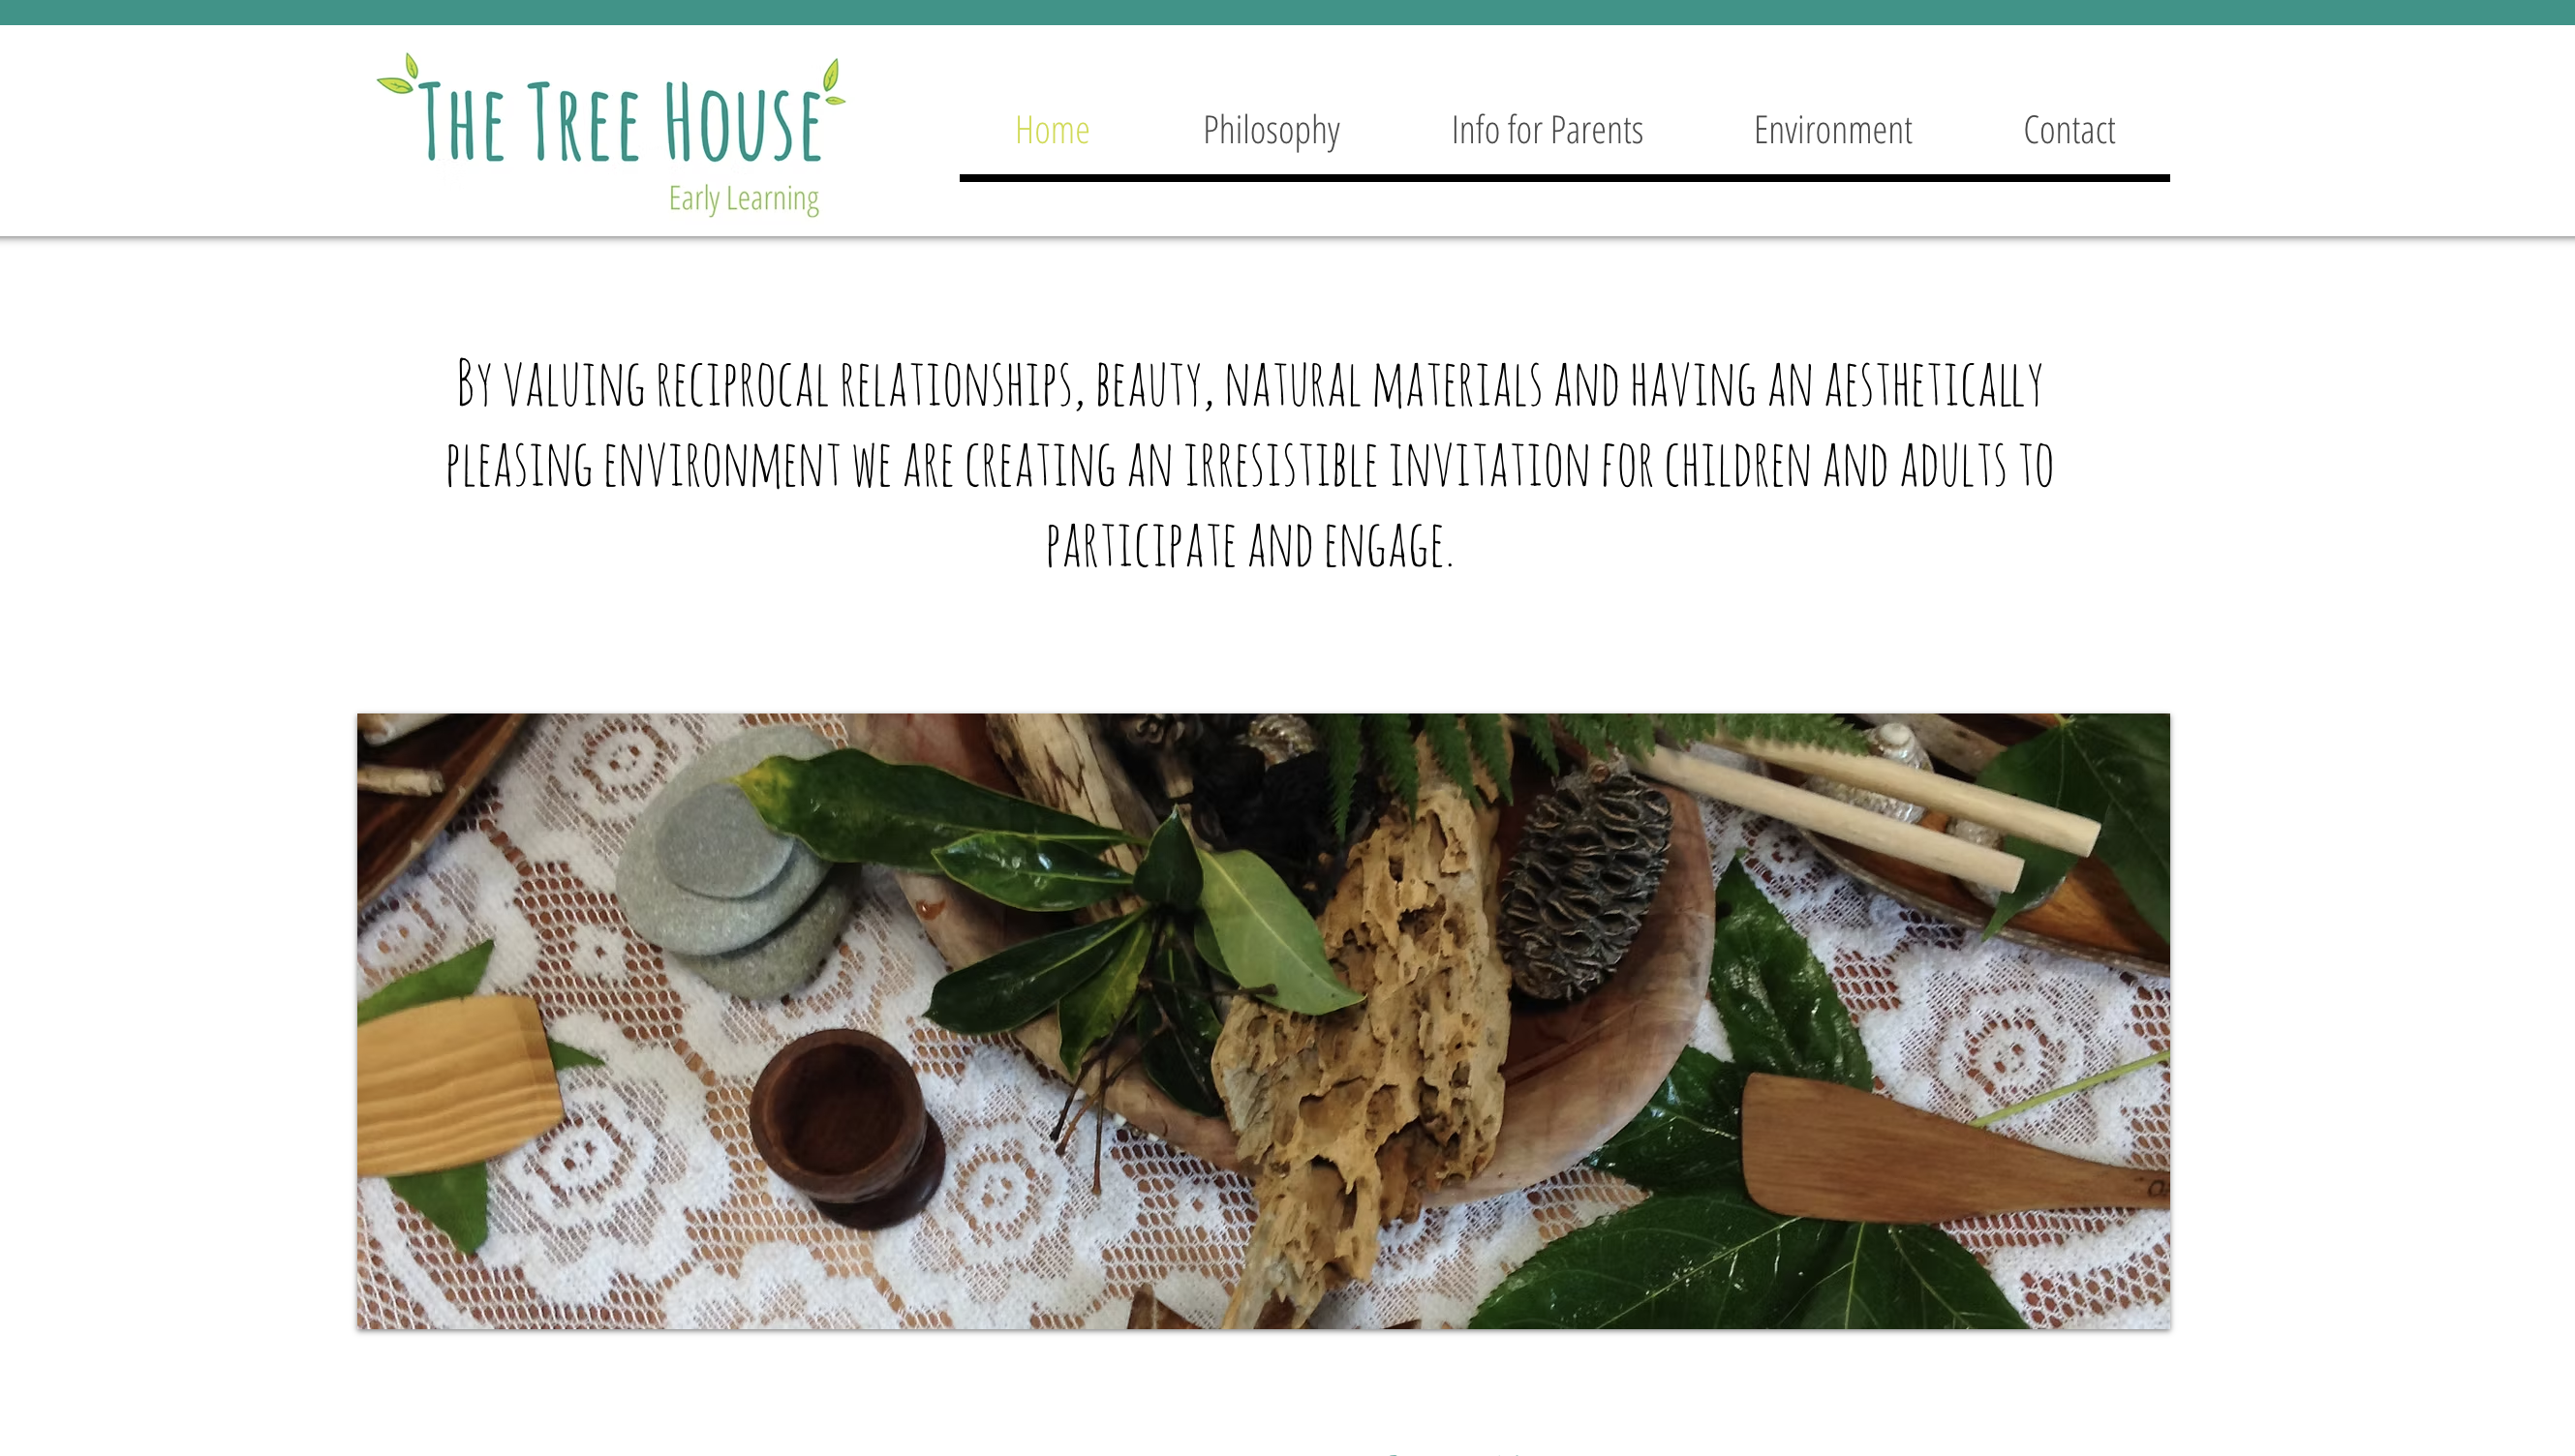 The Tree House
Early Learning
Home Philosophy Info for Parents Environment Contact
By valuing reciprocal relationships, beauty, natural materials and having an aesthetically
pleasing environment we are creating an irresistible invitation for children and adults to
participate and engage.